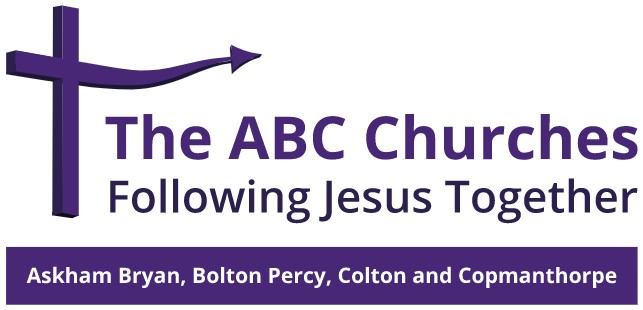 The ABC Churches
Following Jesus Together
Askham Bryan, Bolton Percy, Colton and Copmanthorpe